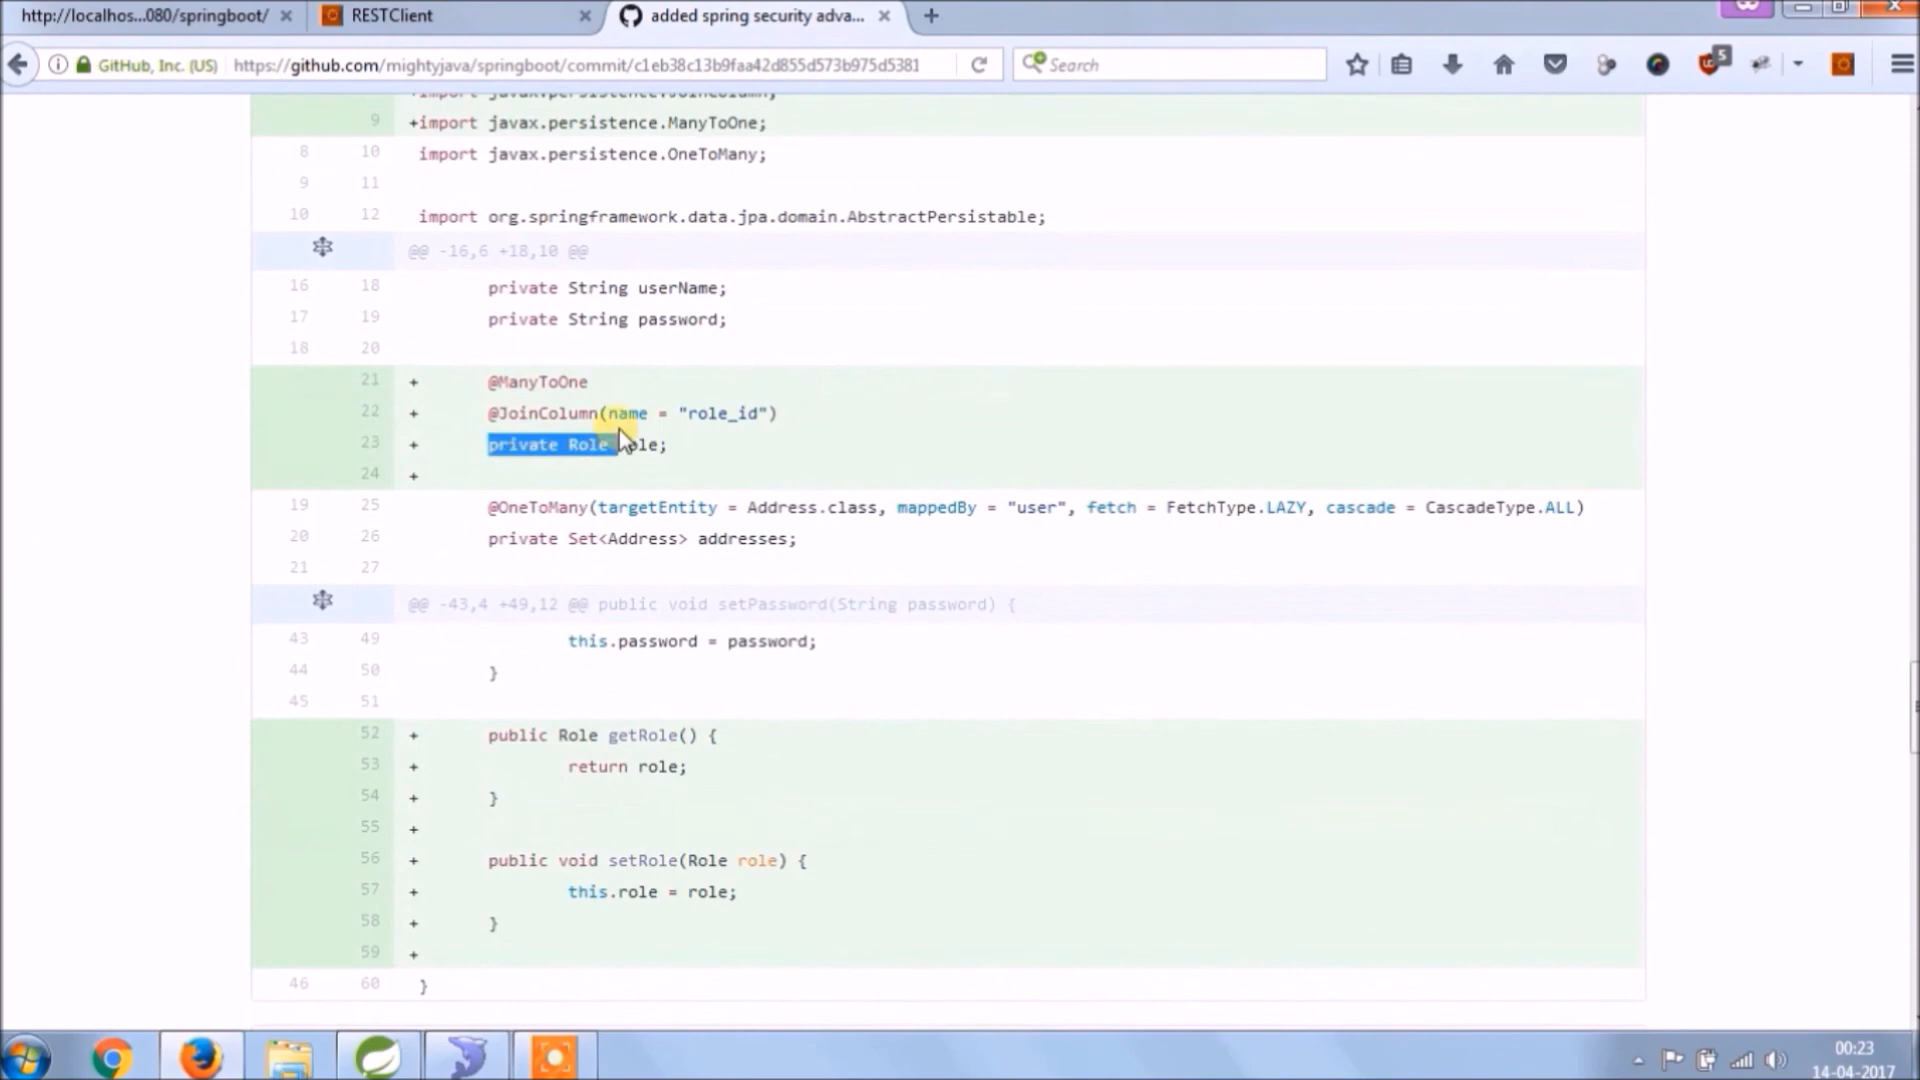 http://localhos...080/springboot/
RESTClient
added spring security adva...
GitHub, Inc. (US)
https://github.com/mightyjava/springboot/commit/c1eb38c13b9faa42d855d573b975d5381
Search
5
+import javax.persistence.JoinColumn;
9 +import javax.persistence.ManyToOne;
8 10 import javax.persistence.OneToMany;
9 11
10 12 import org.springframework.data.jpa.domain.AbstractPersistable;
@@ -16,6 +18,10 @@
16 18 private String userName;
17 19 private String password;
18 20
21 + @ManyToOne
22 + @JoinColumn(name = "role_id")
23 + private Role role;
24 +
19 25 @OneToMany(targetEntity = Address.class, mappedBy = "user", fetch = FetchType.LAZY, cascade = CascadeType.ALL)
20 26 private Set<Address> addresses;
21 27
@@ -43,4 +49,12 @@ public void setPassword(String password) {
43 49 this.password = password;
44 50 }
45 51
52 + public Role getRole() {
53 + return role;
54 + }
55 +
56 + public void setRole(Role role) {
57 + this.role = role;
58 + }
59 +
46 60 }
00:23
14-04-2017